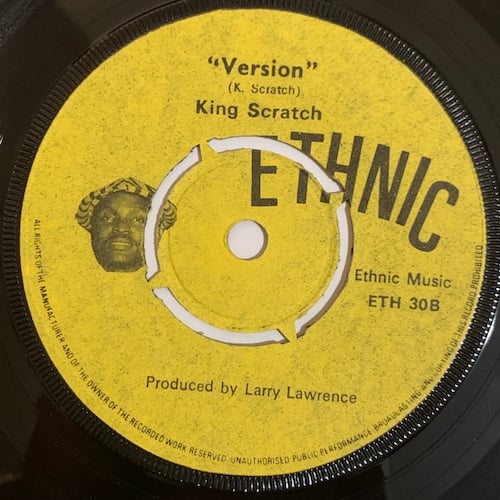 "Version"
(K. Scratch)
King Scratch
ETHNIC
Ethnic Music
ETH 30B
Produced by Larry Lawrence
ALL RIGHTS OF THE MANUFACTURER AND OF THE OWNER OF THE RECORDED WORK RESERVED. UNAUTHORISED PUBLIC PERFORMANCE BROADCASTING AND COPYING OF THIS RECORD PROHIBITED